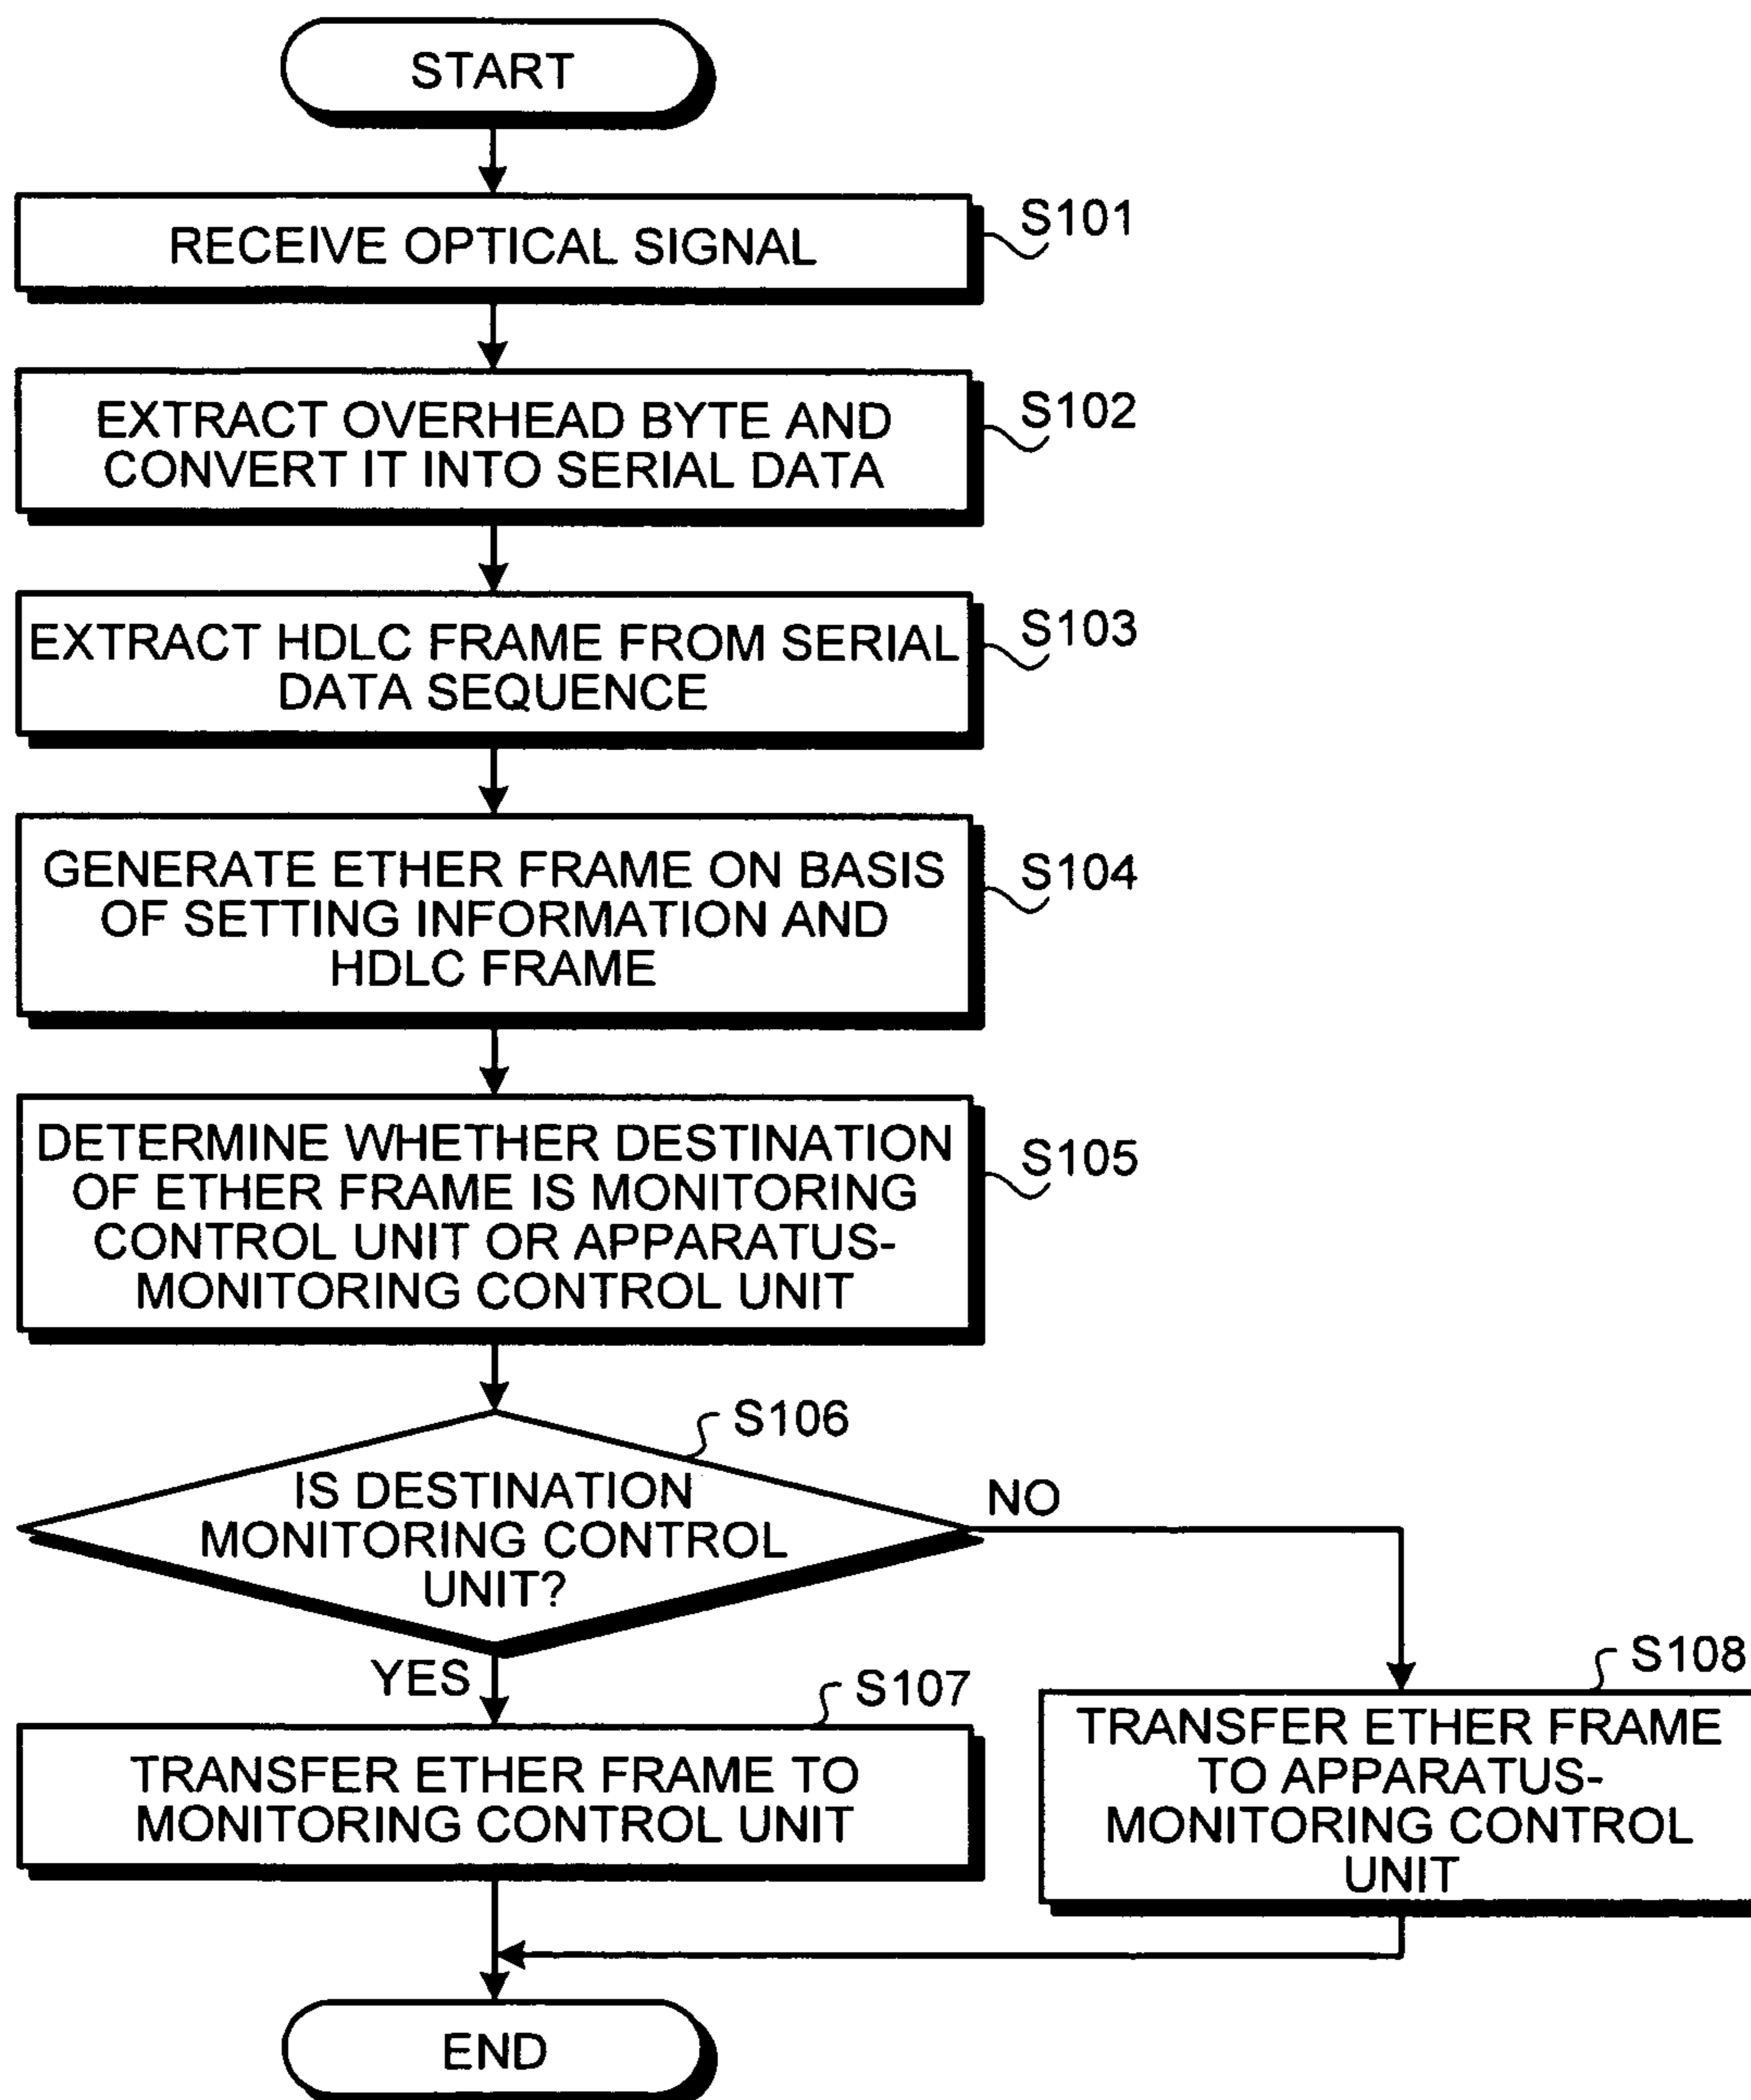 START
RECEIVE OPTICAL SIGNAL
S101
EXTRACT OVERHEAD BYTE AND
CONVERT IT INTO SERIAL DATA
S102
EXTRACT HDLC FRAME FROM SERIAL
DATA SEQUENCE
S103
GENERATE ETHER FRAME ON BASIS
OF SETTING INFORMATION AND
HDLC FRAME
S104
DETERMINE WHETHER DESTINATION
OF ETHER FRAME IS MONITORING
CONTROL UNIT OR APPARATUS-
MONITORING CONTROL UNIT
S105
S106
IS DESTINATION
MONITORING CONTROL
UNIT?
NO
YES
S107
TRANSFER ETHER FRAME TO
MONITORING CONTROL UNIT
S108
TRANSFER ETHER FRAME
TO APPARATUS-
MONITORING CONTROL
UNIT
END